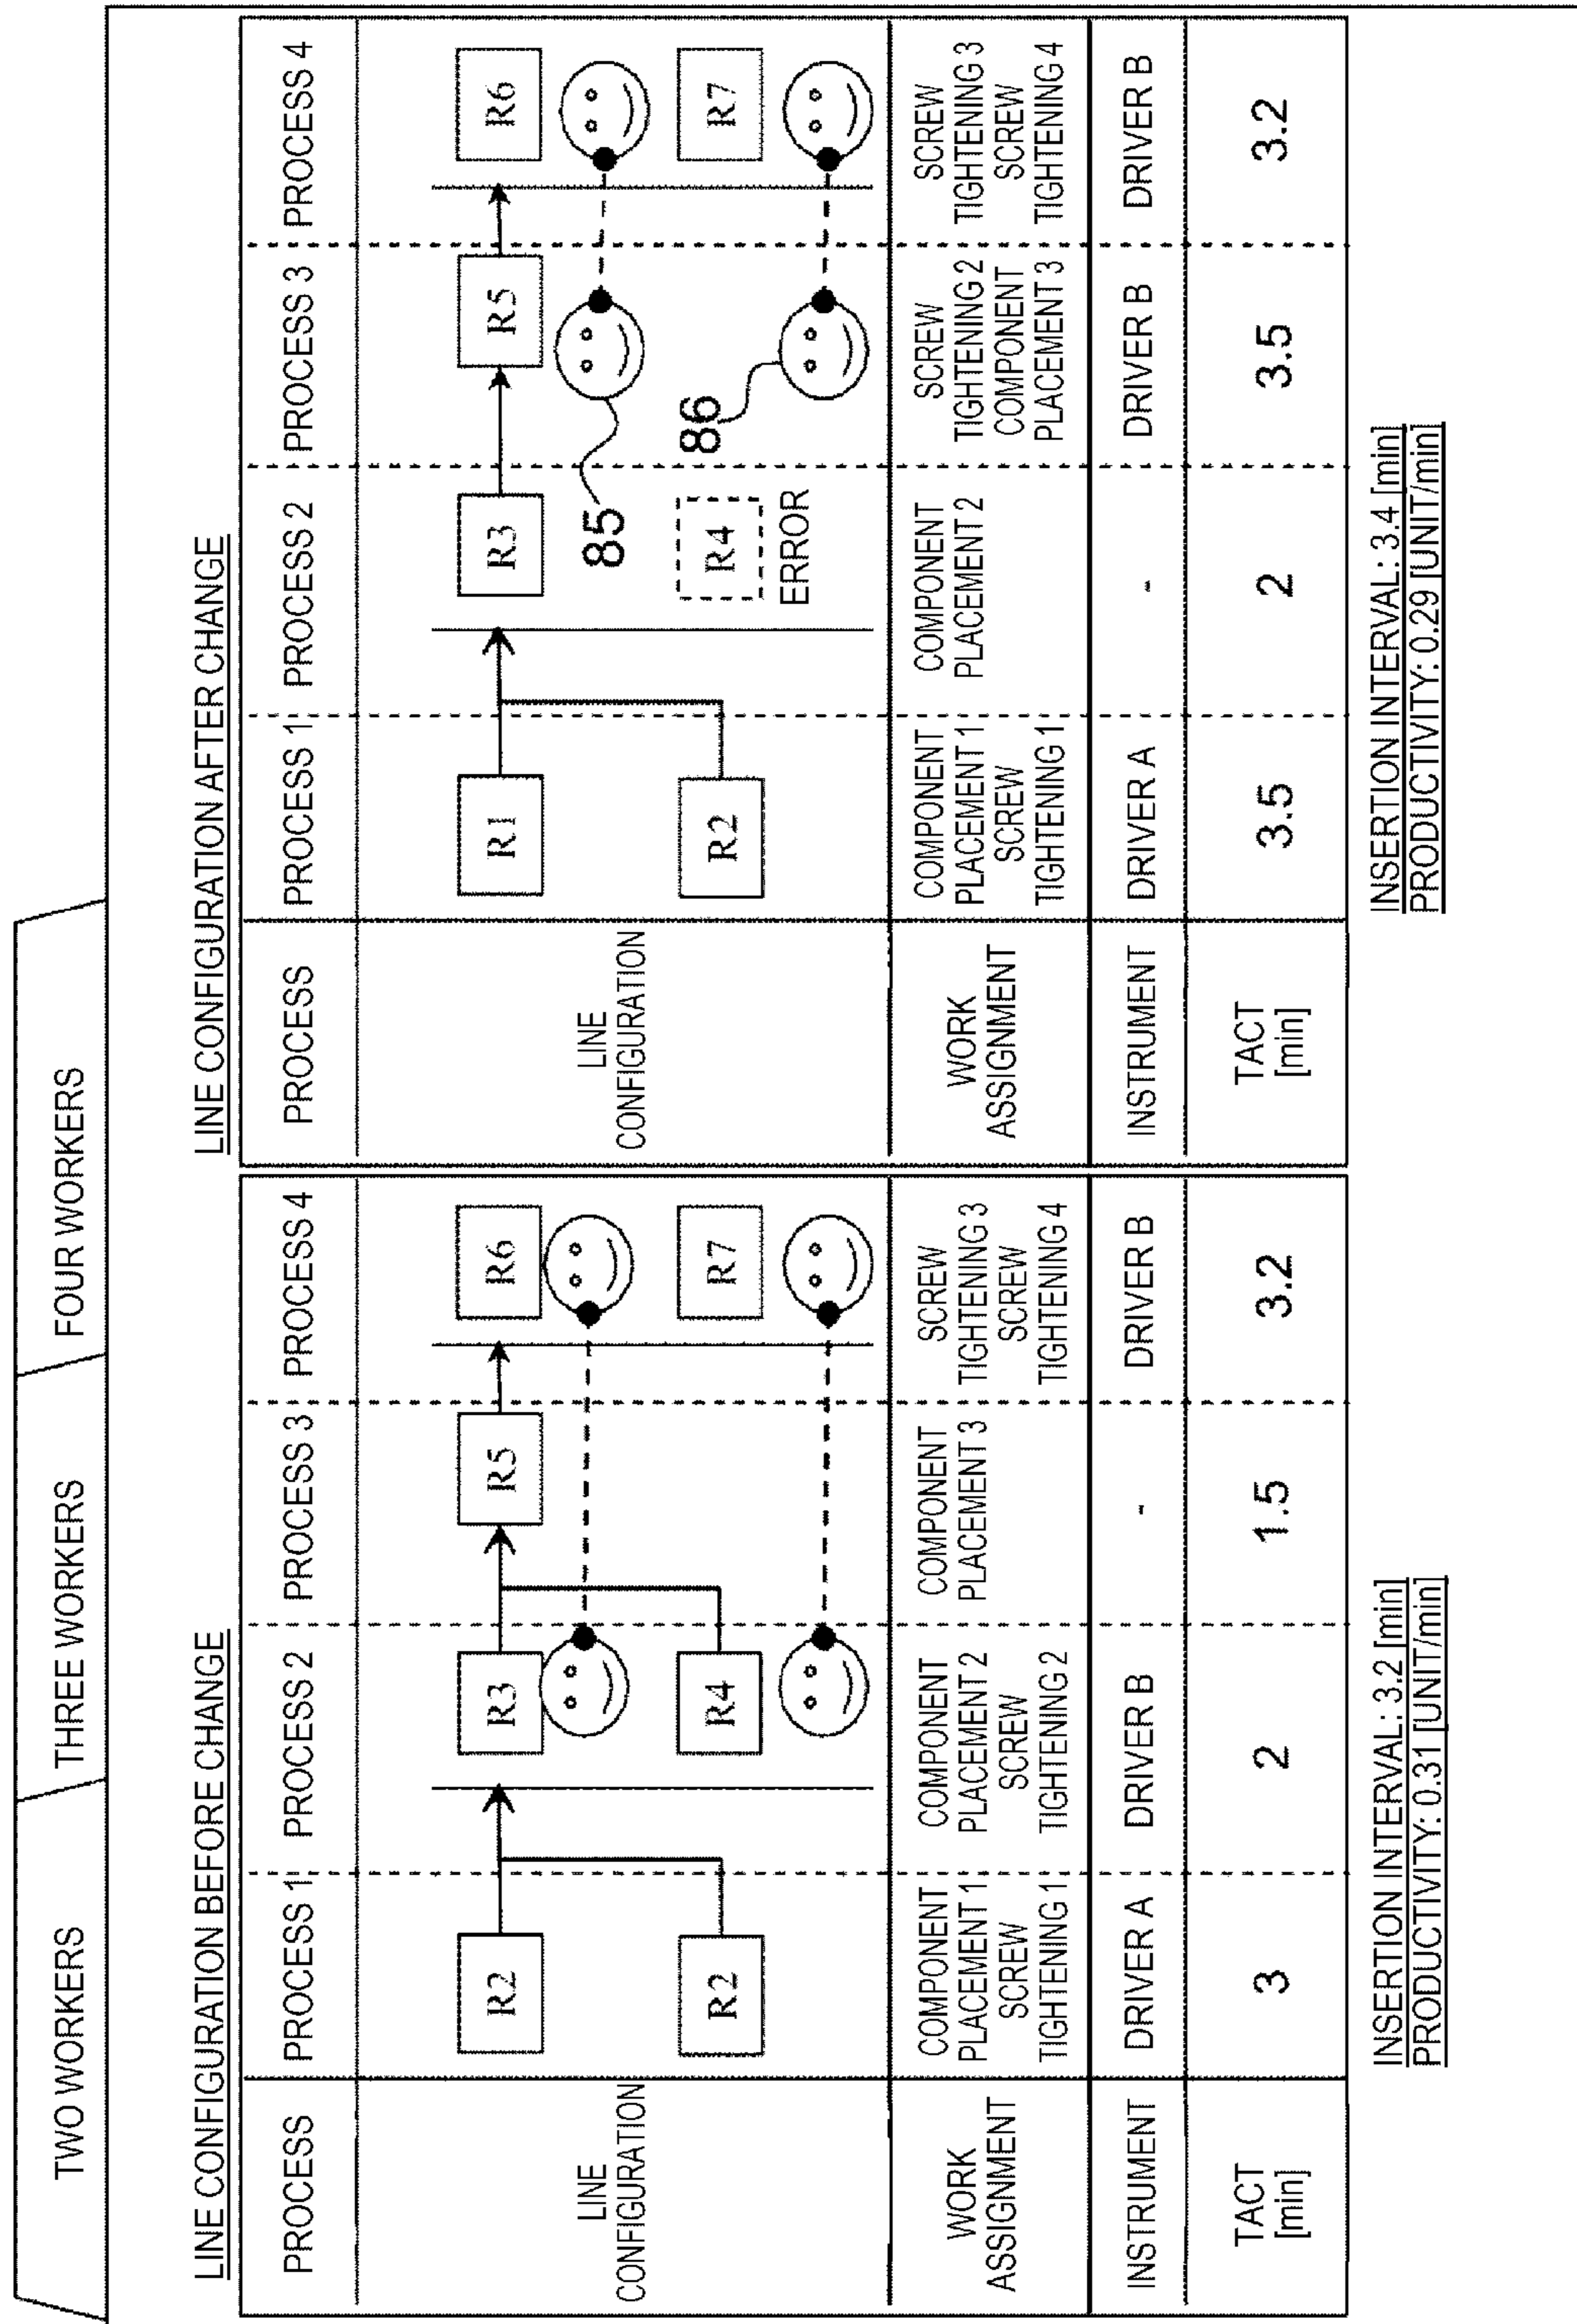 TWO WORKERS
THREE WORKERS
FOUR WORKERS
LINE CONFIGURATION BEFORE CHANGE
PROCESS
PROCESS 1
PROCESS 2
PROCESS 3
PROCESS 4
LINE
CONFIGURATION
R2
R2
R3
R4
R5
R6
R7
WORK
ASSIGNMENT
COMPONENT
PLACEMENT 1
SCREW
TIGHTENING 1
COMPONENT
PLACEMENT 2
SCREW
TIGHTENING 2
COMPONENT
PLACEMENT 3
SCREW
TIGHTENING 3
SCREW
TIGHTENING 4
INSTRUMENT
DRIVER A
DRIVER B
-
DRIVER B
TACT
[min]
3
2
1.5
3.2
INSERTION INTERVAL: 3.2 [min]
PRODUCTIVITY: 0.31 [UNIT/min]
LINE CONFIGURATION AFTER CHANGE
PROCESS
PROCESS 1
PROCESS 2
PROCESS 3
PROCESS 4
LINE
CONFIGURATION
R1
R2
R3
R4
ERROR
85
R5
86
R6
R7
WORK
ASSIGNMENT
COMPONENT
PLACEMENT 1
SCREW
TIGHTENING 1
COMPONENT
PLACEMENT 2
SCREW
TIGHTENING 2
COMPONENT
PLACEMENT 3
SCREW
TIGHTENING 3
SCREW
TIGHTENING 4
INSTRUMENT
DRIVER A
-
DRIVER B
DRIVER B
TACT
[min]
3.5
2
3.5
3.2
INSERTION INTERVAL: 3.4 [min]
PRODUCTIVITY: 0.29 [UNIT/min]